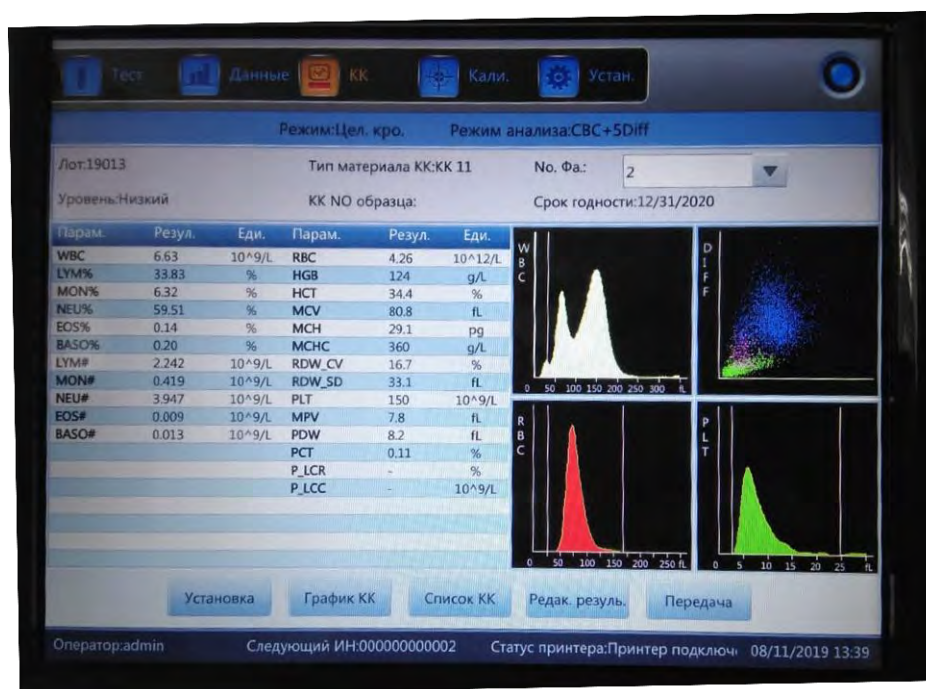 Тест Данные КК Кали. Устан.
Режим:Цел. кро. Режим анализа:CBC+5Diff
Лот:19013 Тип материала КК:КК 11 No. Фа.: 2
Уровень:Низкий КК NO образца: Срок годности:12/31/2020
Парам. Резул. Еди. Парам. Резул. Еди.
WBC 6.63 10^9/L RBC 4.26 10^12/L
LYM% 33.83 % HGB 124 g/L
MON% 6.32 % HCT 34.4 %
NEU% 59.51 % MCV 80.8 fL
EOS% 0.14 % MCH 29.1 pg
BASO% 0.20 % MCHC 360 g/L
LYM# 2.242 10^9/L RDW_CV 16.7 %
MON# 0.419 10^9/L RDW_SD 33.1 fL
NEU# 3.947 10^9/L PLT 150 10^9/L
EOS# 0.009 10^9/L MPV 7.8 fL
BASO# 0.013 10^9/L PDW 8.2 fL
PCT 0.11 %
P_LCR - %
P_LCC - 10^9/L
WBC
0 50 100 150 200 250 300 fL
DIFF
RBC
0 50 100 150 200 250 fL
PLT
0 5 10 15 20 25 fL
Установка График КК Список КК Редак. резуль. Передача
Оператор:admin Следующий ИН:000000000002 Статус принтера:Принтер подключ 08/11/2019 13:39